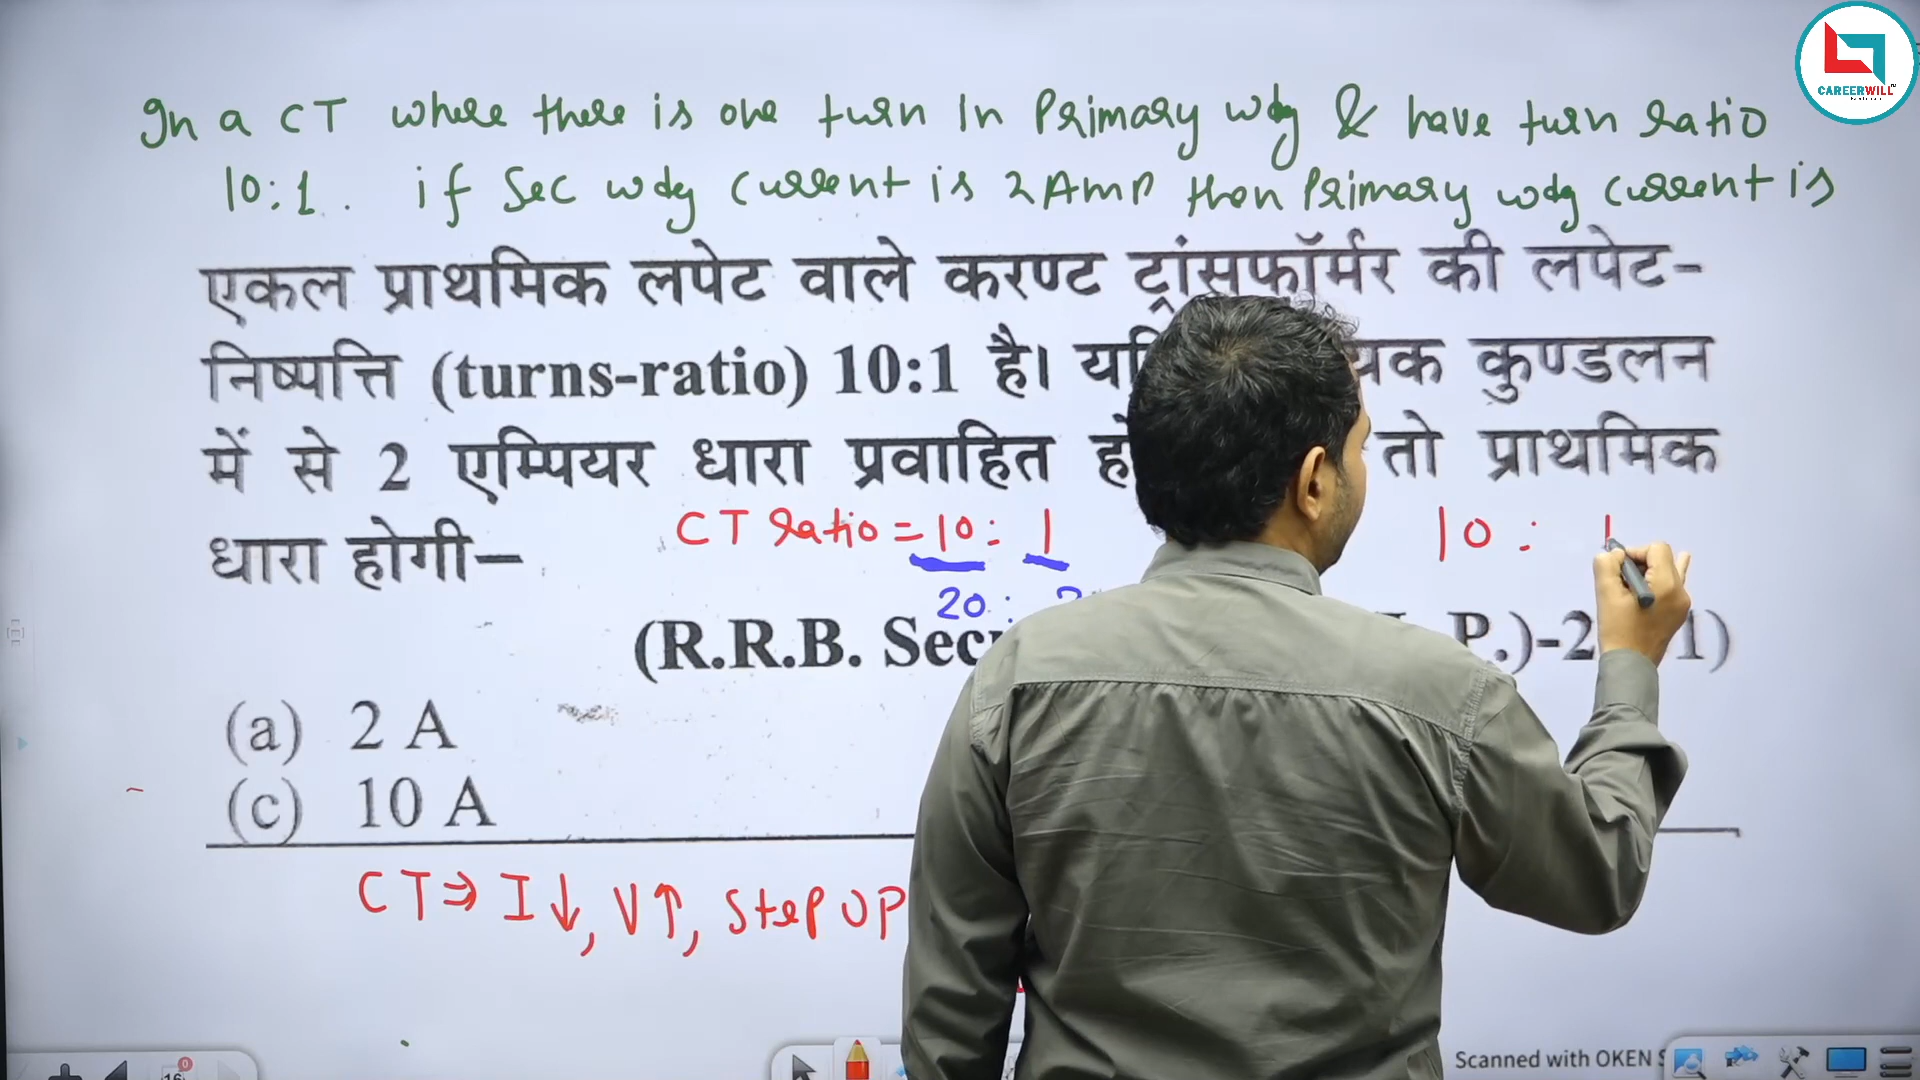 CAREERWILL
In a CT where there is one turn In Primary wdg & have turn ratio
10:1. if Sec wdg Current is 2Amp then Primary wdg Current is
एकल प्राथमिक लपेट वाले करण्ट ट्रांसफॉर्मर की लपेट-
निष्पत्ति (turns-ratio) 10:1 है। कुण्डलन
में से 2 एम्पियर धारा प्रवाहित तो प्राथमिक
धारा होगी–
CT ratio = 10: 1 10 : 1
20:
(R.R.B.
(a) 2 A
(c) 10 A
CT ⇒ I↓, V↑, Step UP
Scanned with OKEN